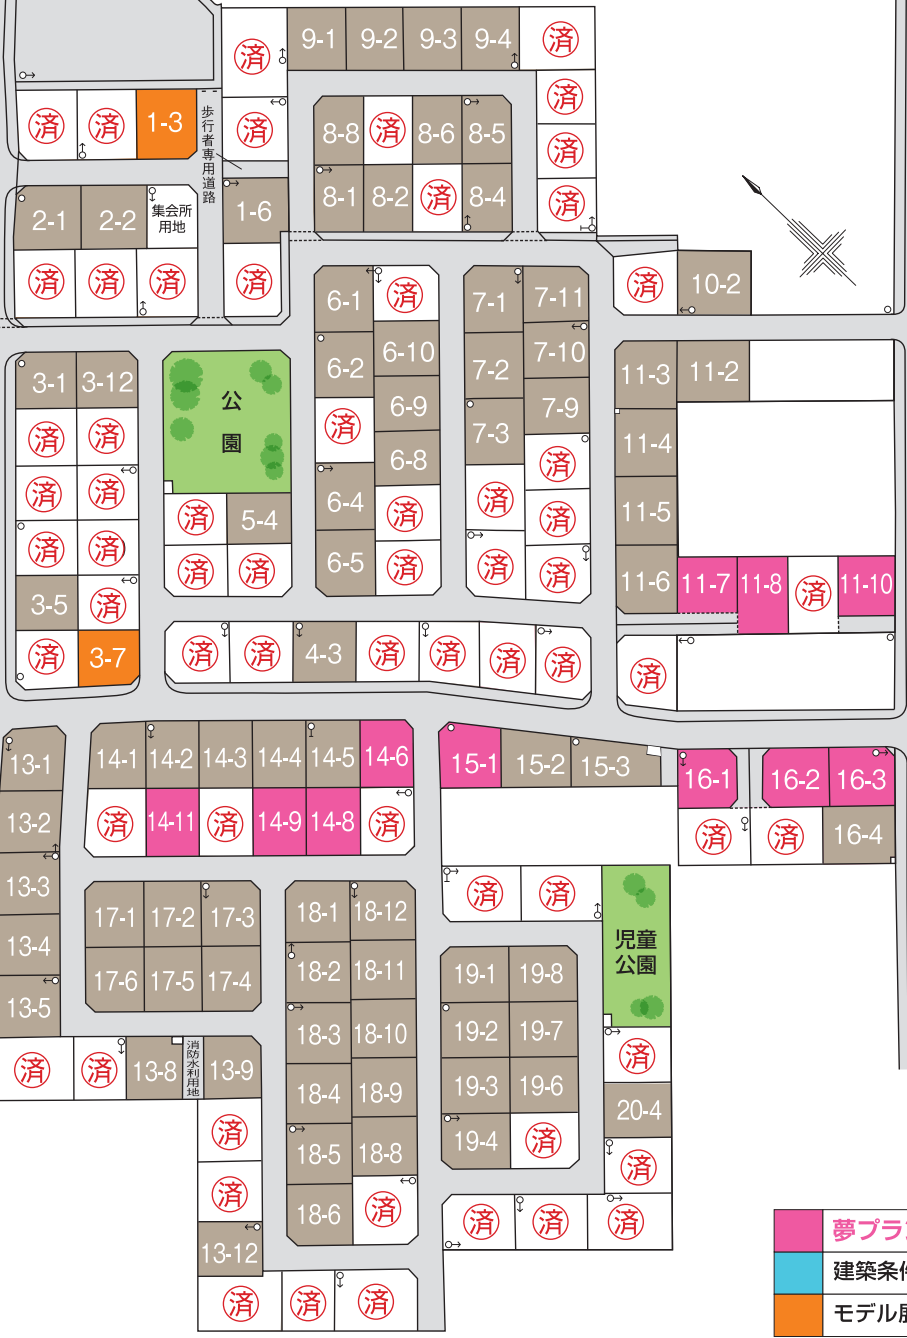 済 9-1 9-2 9-3 9-4 済
済 済 1-3
歩行者専用道路
済
8-8 済 8-6 8-5
済
済
8-1 8-2 済 8-4
済
2-1 2-2 集会所
用地
1-6
済 済 済 済
済 10-2
6-1 済
6-2 6-10
済 6-9
6-8
6-4 済
6-5 済
7-1 7-11
7-2 7-10
7-3 7-9
済
済 済
済 済
11-3 11-2
11-4
11-5
11-6 11-7 11-8 済 11-10
済
3-1 3-12
済 済
済 済
済 済
3-5 済
済 3-7
公
園
済 5-4
済 済
済 済 4-3 済 済 済 済
13-1
13-2
13-3
13-4
13-5
14-1 14-2 14-3 14-4 14-5 14-6
済 14-11 済 14-9 14-8 済
15-1 15-2 15-3
16-1 16-2 16-3
済 済 16-4
17-1 17-2 17-3
17-6 17-5 17-4
18-1 18-12
18-2 18-11
18-3 18-10
18-4 18-9
18-5 18-8
18-6 済
済 済
児童
公園
19-1 19-8
19-2 19-7
19-3 19-6
19-4 済
済
20-4
済
済 済 済
済 済 13-8 消防水利用地 13-9
済
済
13-12
済 済 済
夢プラ
建築条件
モデル展